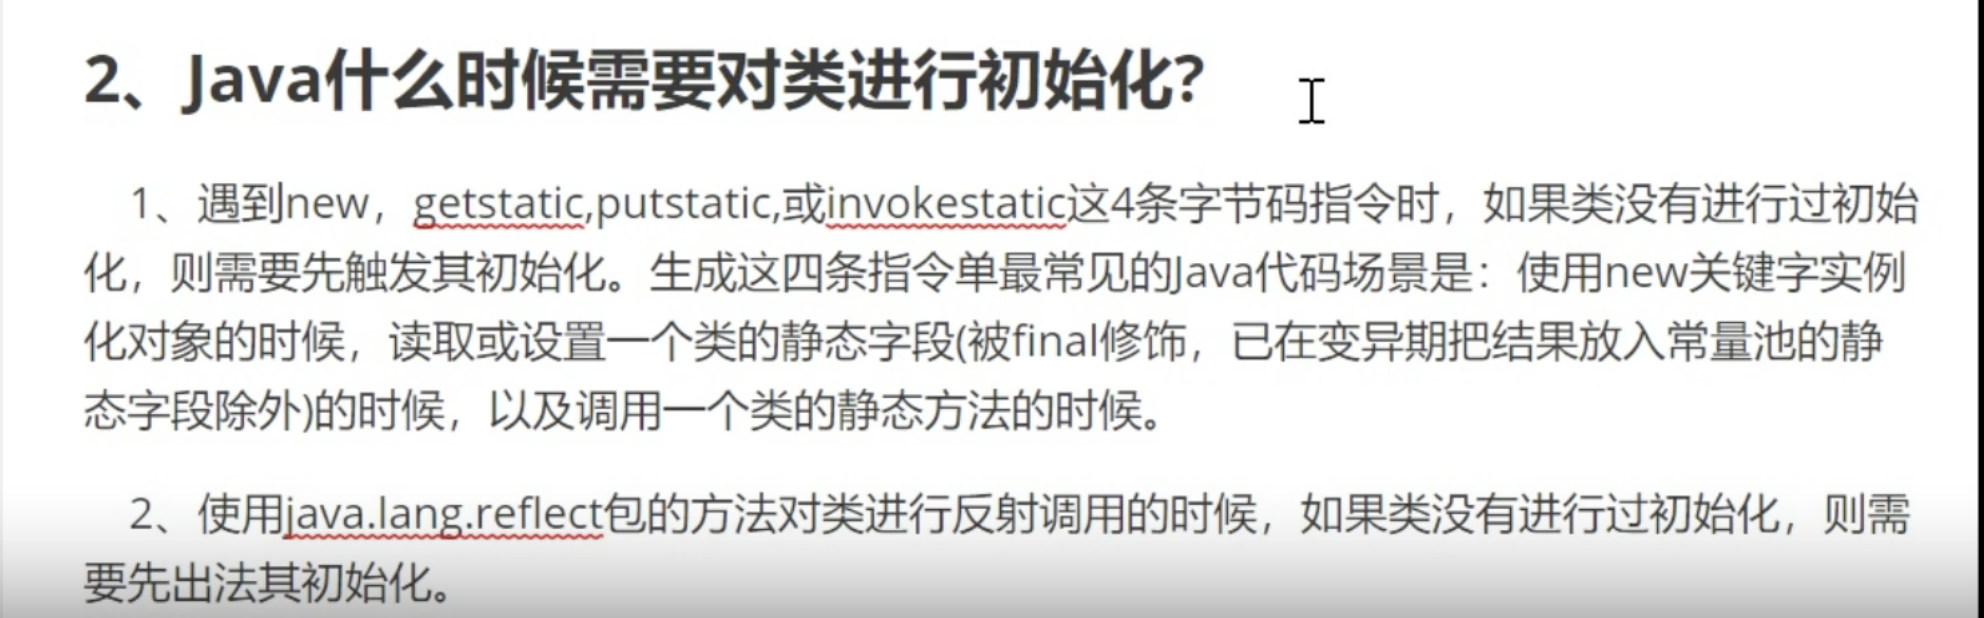 2、Java什么时候需要对类进行初始化?
1、遇到new，getstatic,putstatic,或invokestatic这4条字节码指令时，如果类没有进行过初始
化，则需要先触发其初始化。生成这四条指令单最常见的Java代码场景是：使用new关键字实例
化对象的时候，读取或设置一个类的静态字段(被final修饰，已在变异期把结果放入常量池的静
态字段除外)的时候，以及调用一个类的静态方法的时候。
2、使用java.lang.reflect包的方法对类进行反射调用的时候，如果类没有进行过初始化，则需
要先出法其初始化。